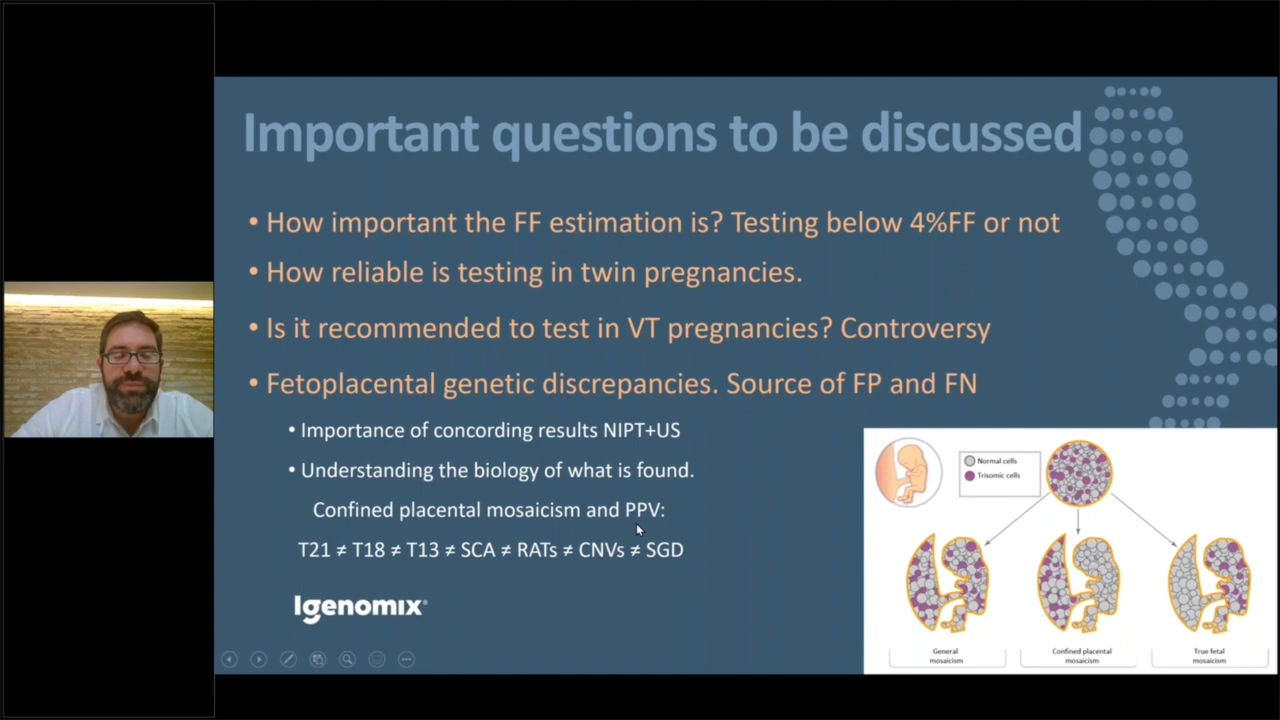 Important questions to be discussed
• How important the FF estimation is? Testing below 4%FF or not
• How reliable is testing in twin pregnancies.
• Is it recommended to test in VT pregnancies? Controversy
• Fetoplacental genetic discrepancies. Source of FP and FN
• Importance of concording results NIPT+US
• Understanding the biology of what is found.
Confined placental mosaicism and PPV:
T21 ≠ T18 ≠ T13 ≠ SCA ≠ RATs ≠ CNVs ≠ SGD
Igenomix®
Normal cells
Trisomic cells
General
mosaicism
Confined placental
mosaicism
True fetal
mosaicism